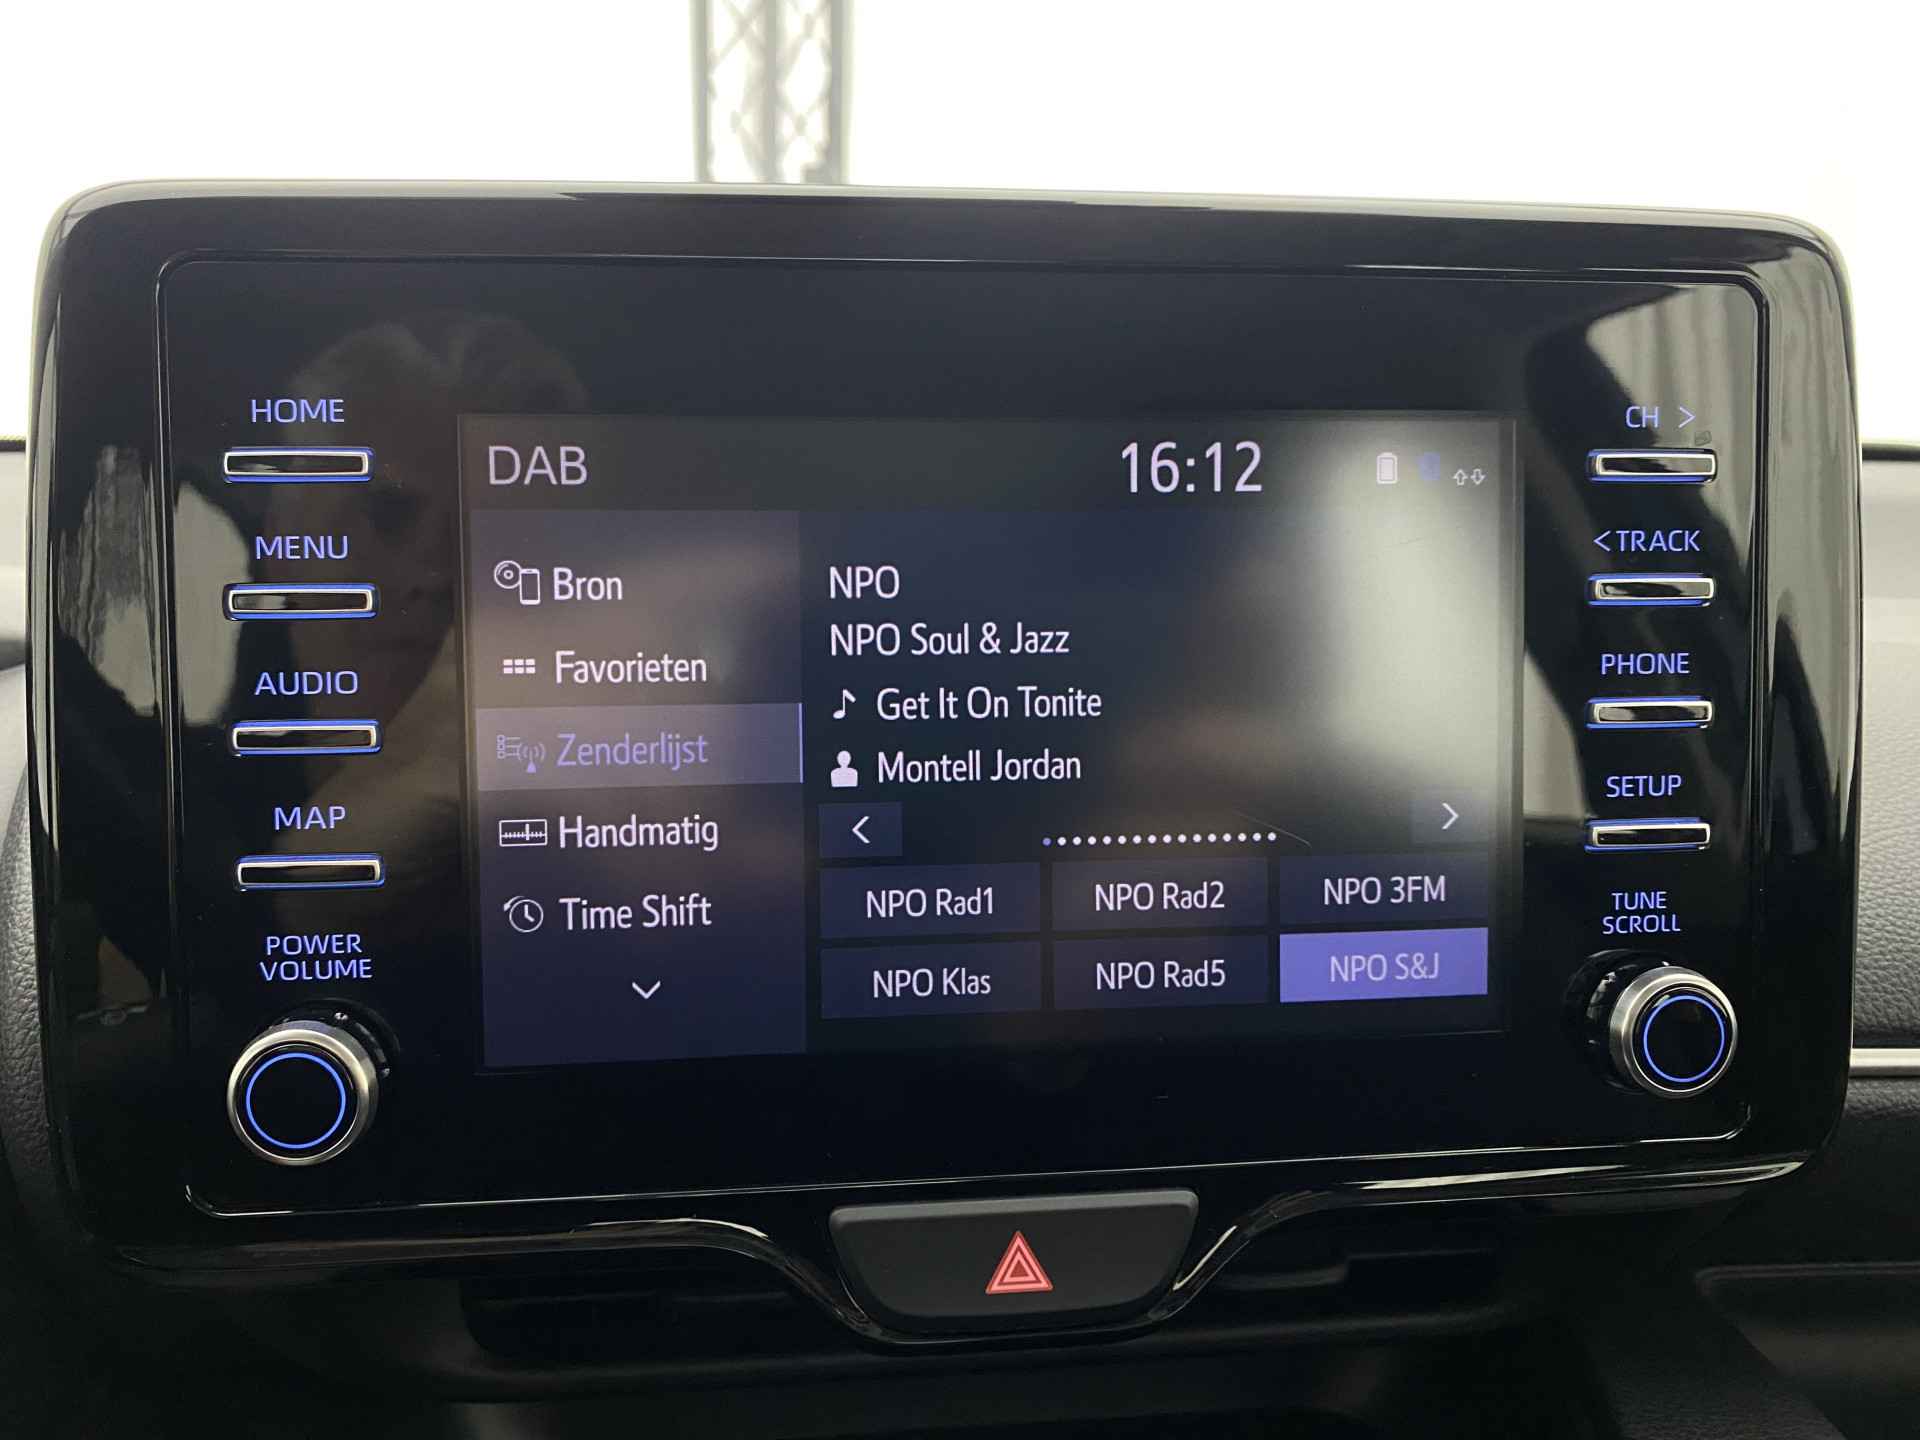 HOME
MENU
AUDIO
MAP
POWER
VOLUME
DAB
16:12
Bron
Favorieten
Zenderlijst
Handmatig
Time Shift
NPO
NPO Soul & Jazz
Get It On Tonite
Montell Jordan
<
>
NPO Rad1
NPO Rad2
NPO 3FM
NPO Klas
NPO Rad5
NPO S&J
CH >
<TRACK
PHONE
SETUP
TUNE
SCROLL